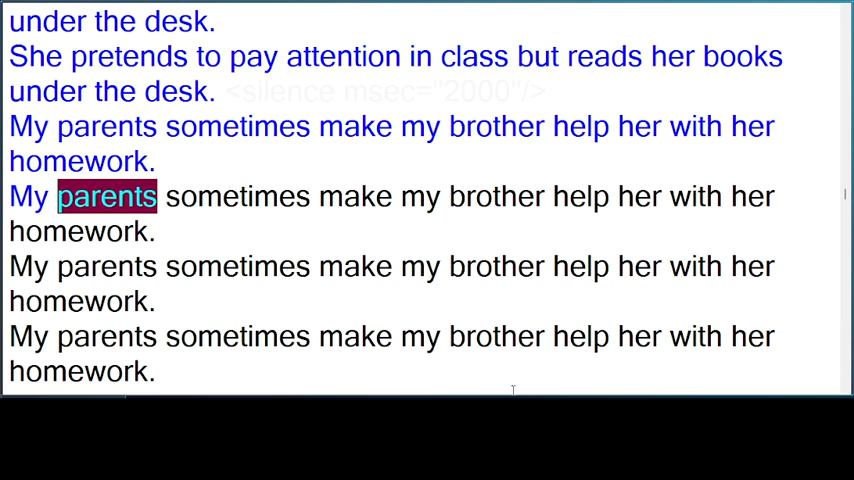 under the desk.
She pretends to pay attention in class but reads her books
under the desk. <silence msec="2000"/>
My parents sometimes make my brother help her with her
homework.
My parents sometimes make my brother help her with her
homework.
My parents sometimes make my brother help her with her
homework.
My parents sometimes make my brother help her with her
homework.